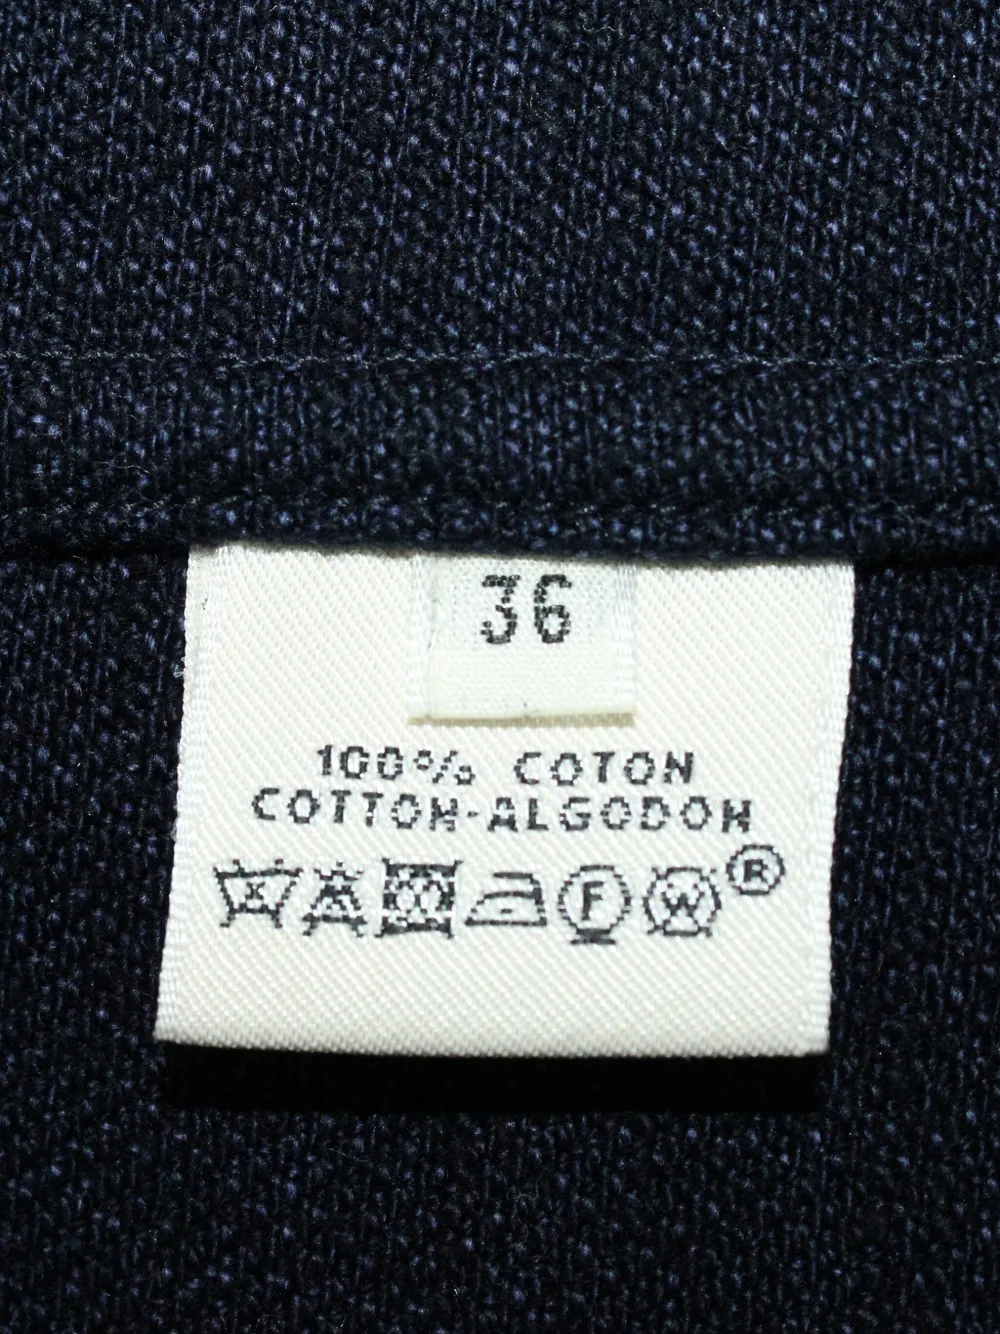 36
100% COTON
COTTON-ALGODON
F W ®